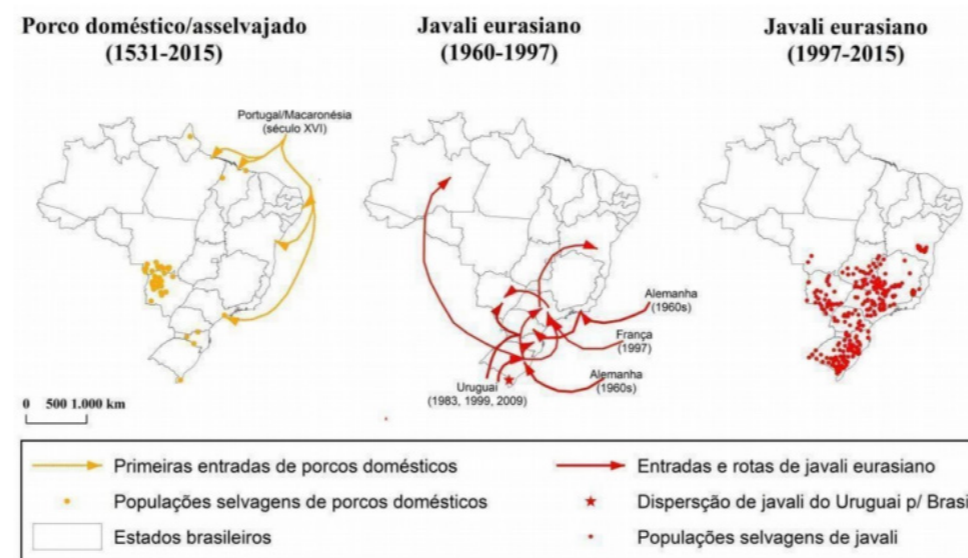 Porco doméstico/asselvajado
(1531-2015)
Javali eurasiano
(1960-1997)
Javali eurasiano
(1997-2015)
Portugal/Macaronésia
(século XVI)
Alemanha
(1960s)
França
(1997)
Alemanha
(1960s)
Uruguai
(1983, 1999, 2009)
0 500 1.000 km
Primeiras entradas de porcos domésticos
Populações selvagens de porcos domésticos
Estados brasileiros
Entradas e rotas de javali eurasiano
Dispersção de javali do Uruguai p/ Brasi
Populações selvagens de javali